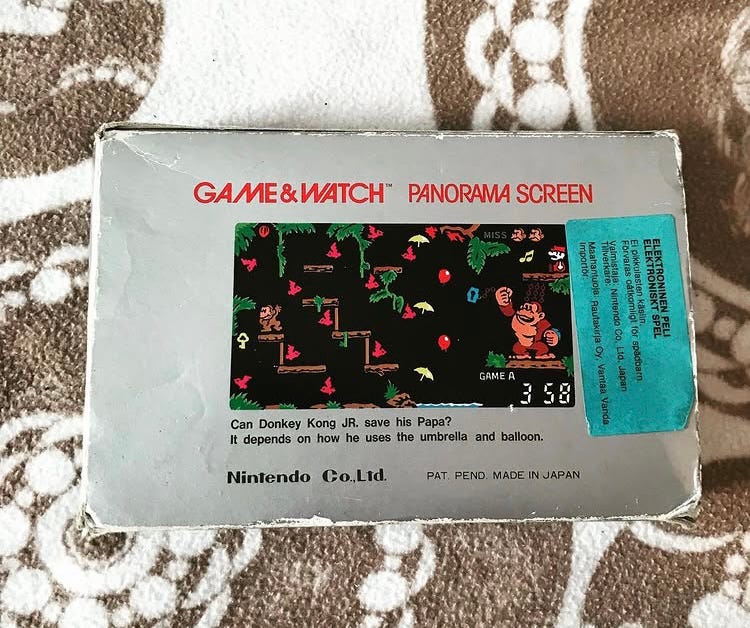 GAME & WATCH™ PANORAMA SCREEN
MISS
GAME A
3 58
Can Donkey Kong JR. save his Papa?
It depends on how he uses the umbrella and balloon.
Nintendo Co.,Ltd. PAT. PEND. MADE IN JAPAN
ELEKTRONINEN PELI
ELEKTRONISKT SPEL
Ei pikkulasten käsiin.
Förvaras oåtkomligt för spädbarn.
Valmistaja: Nintendo Co, Ltd. Japan
Tillverkare:
Maahantuoja: Rautakirja Oy, Vantaa Vanda
Importör: